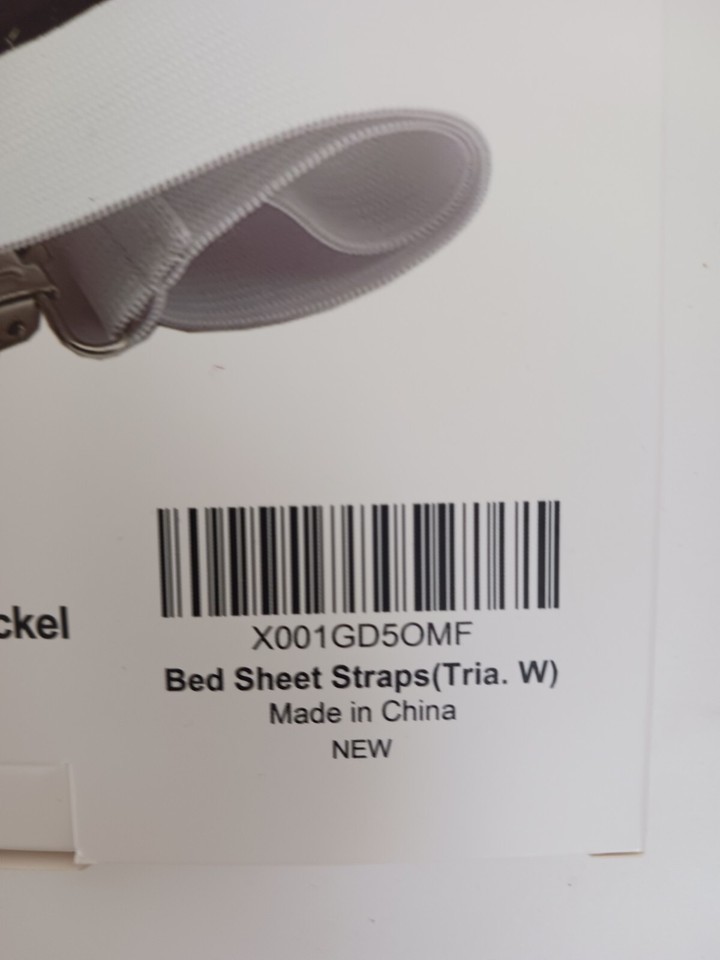 ckel
X001GD5OMF
Bed Sheet Straps(Tria. W)
Made in China
NEW